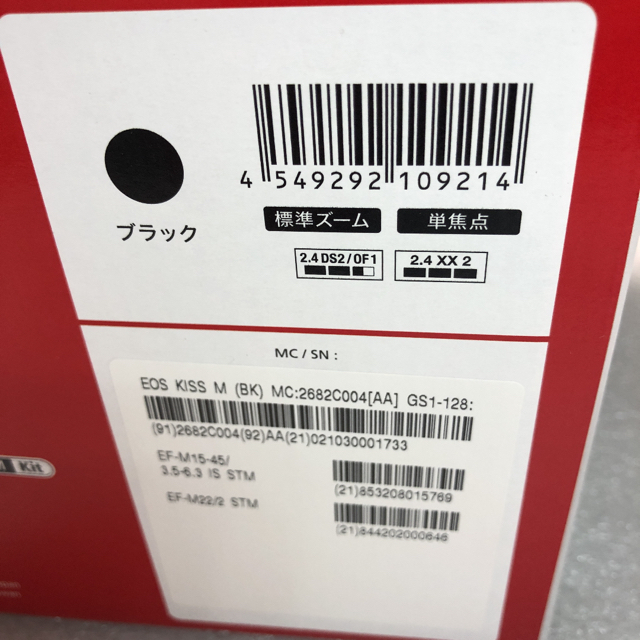 4 549292 109214
ブラック
標準ズーム
単焦点
2.4 DS2/0F1
2.4 XX 2
MC / SN :
EOS KISS M (BK) MC:2682C004[AA] GS1-128:
(91)2682C004(92)AA(21)021030001733
EF-M15-45/
3.5-6.3 IS STM
(21)853208015769
EF-M22/2 STM
(21)844202000646
Kit